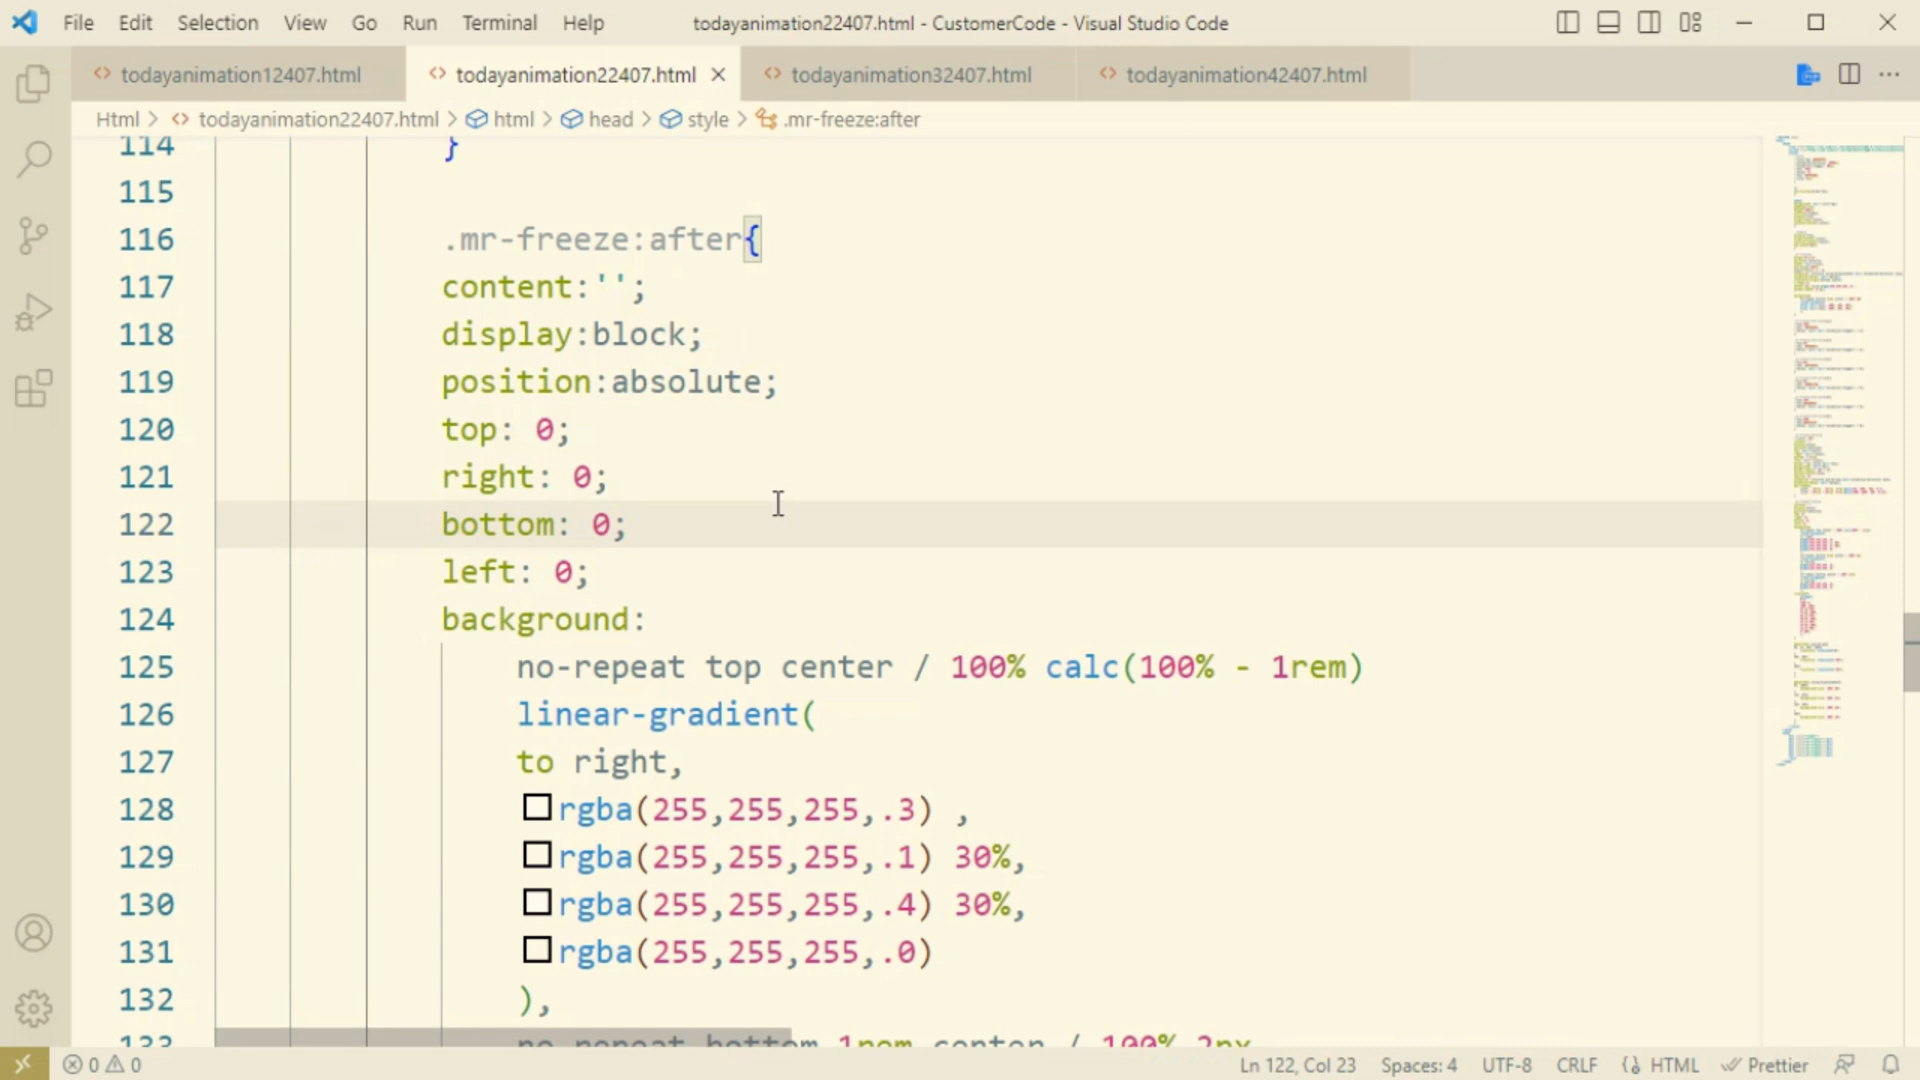 File Edit Selection View Go Run Terminal Help todayanimation22407.html - CustomerCode - Visual Studio Code
todayanimation12407.html todayanimation22407.html todayanimation32407.html todayanimation42407.html
Html > todayanimation22407.html > html > head > style > .mr-freeze:after
114 }
115
116 .mr-freeze:after{
117 content:'';
118 display:block;
119 position:absolute;
120 top: 0;
121 right: 0;
122 bottom: 0;
123 left: 0;
124 background:
125 no-repeat top center / 100% calc(100% - 1rem)
126 linear-gradient(
127 to right,
128 rgba(255,255,255,.3) ,
129 rgba(255,255,255,.1) 30%,
130 rgba(255,255,255,.4) 30%,
131 rgba(255,255,255,.0)
132 ),
133 no-repeat bottom 1rem center / 100% 2px
0 0 Ln 122, Col 23 Spaces: 4 UTF-8 CRLF HTML Prettier